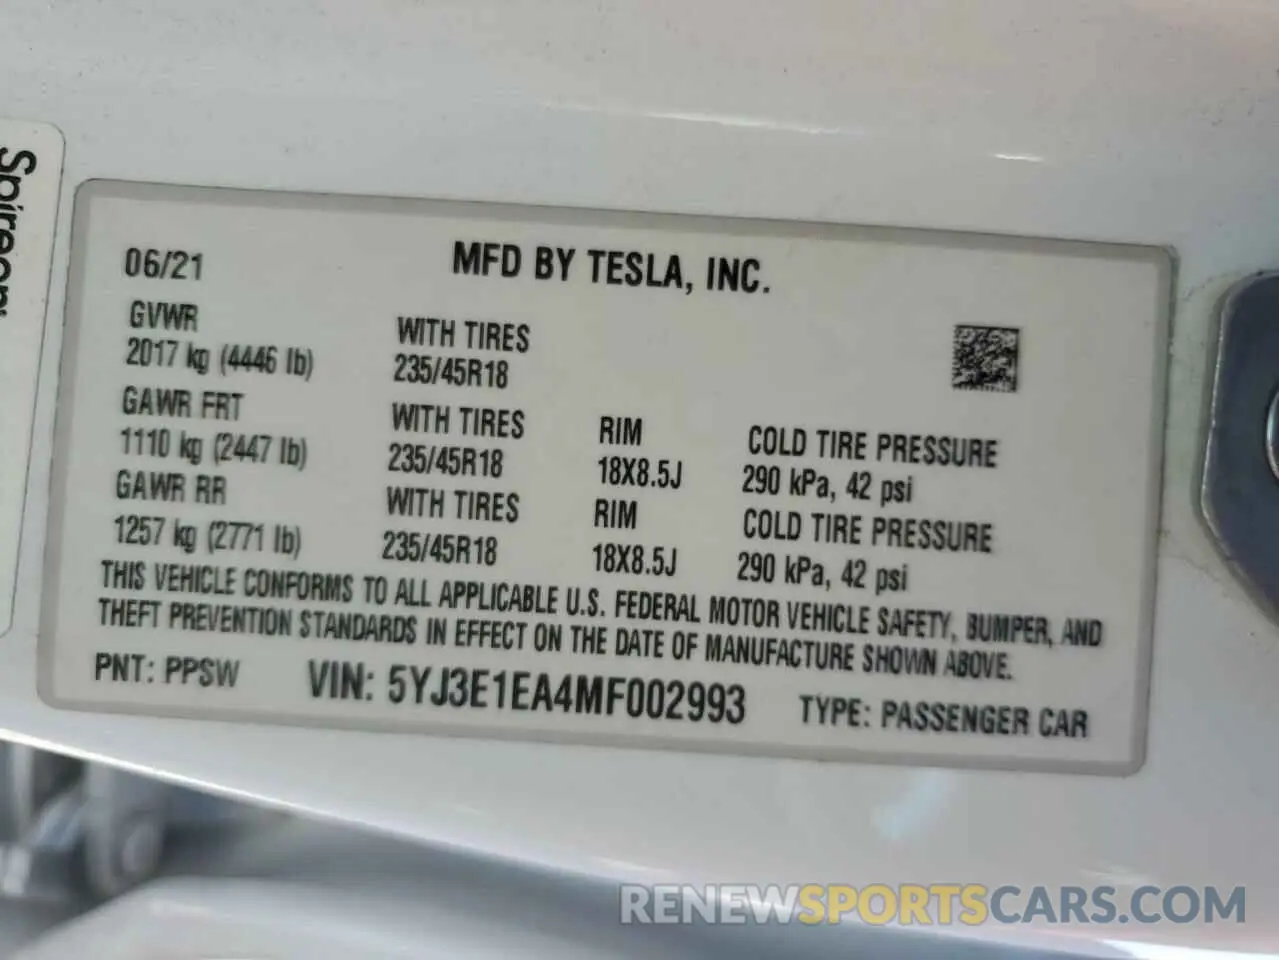 06/21 MFD BY TESLA, INC.
GVWR WITH TIRES
2017 kg (4446 lb) 235/45R18
GAWR FRT WITH TIRES RIM COLD TIRE PRESSURE
1110 kg (2447 lb) 235/45R18 18X8.5J 290 kPa, 42 psi
GAWR RR WITH TIRES RIM COLD TIRE PRESSURE
1257 kg (2771 lb) 235/45R18 18X8.5J 290 kPa, 42 psi
THIS VEHICLE CONFORMS TO ALL APPLICABLE U.S. FEDERAL MOTOR VEHICLE SAFETY, BUMPER, AND
THEFT PREVENTION STANDARDS IN EFFECT ON THE DATE OF MANUFACTURE SHOWN ABOVE.
PNT: PPSW VIN: 5YJ3E1EA4MF002993 TYPE: PASSENGER CAR
RENEWSPORTSCARS.COM